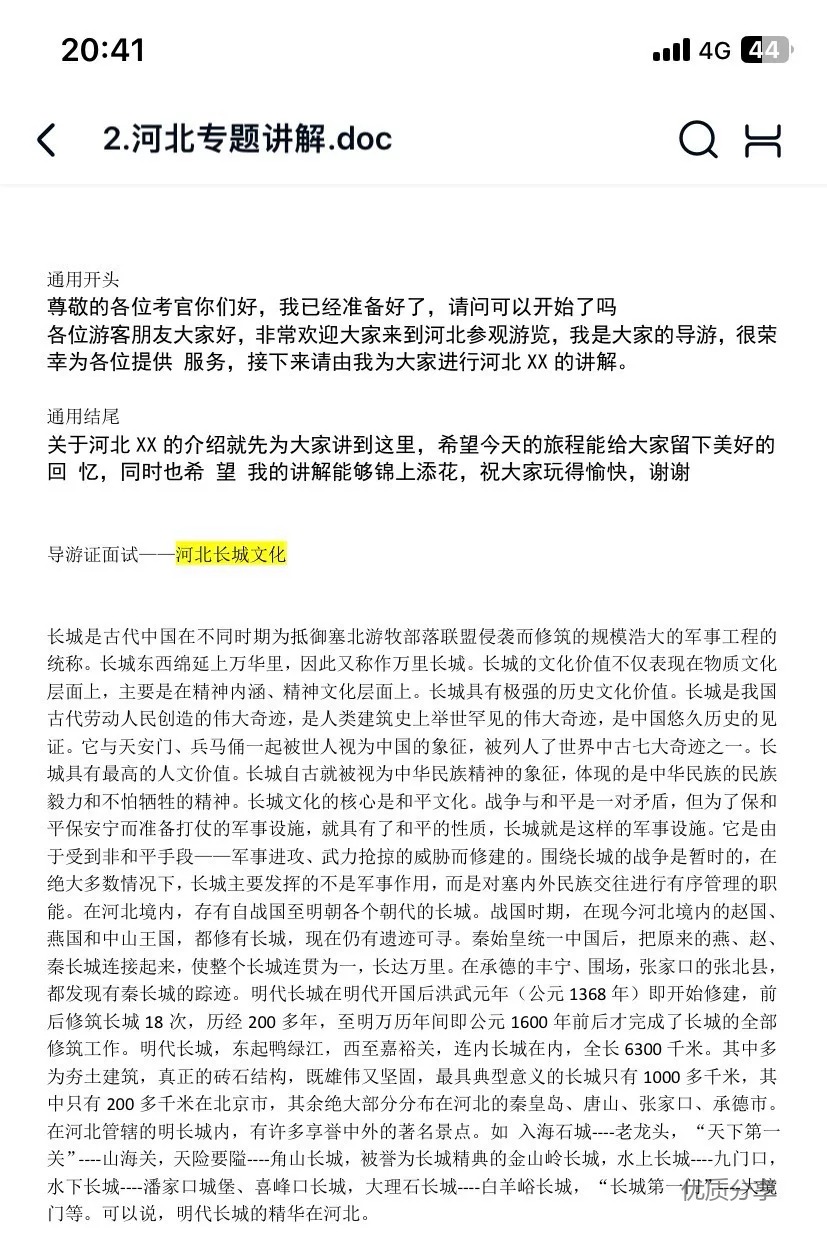 20:41
4G 44
2.河北专题讲解.doc
通用开头
尊敬的各位考官你们好，我已经准备好了，请问可以开始了吗
各位游客朋友大家好，非常欢迎大家来到河北参观游览，我是大家的导游，很荣
幸为各位提供 服务，接下来请由我为大家进行河北 XX 的讲解。
通用结尾
关于河北 XX 的介绍就先为大家讲到这里，希望今天的旅程能给大家留下美好的
回 忆，同时也希 望 我的讲解能够锦上添花，祝大家玩得愉快，谢谢
导游证面试——河北长城文化
长城是古代中国在不同时期为抵御塞北游牧部落联盟侵袭而修筑的规模浩大的军事工程的
统称。长城东西绵延上万华里，因此又称作万里长城。长城的文化价值不仅表现在物质文化
层面上，主要是在精神内涵、精神文化层面上。长城具有极强的历史文化价值。长城是我国
古代劳动人民创造的伟大奇迹，是人类建筑史上举世罕见的伟大奇迹，是中国悠久历史的见
证。它与天安门、兵马俑一起被世人视为中国的象征，被列人了世界中古七大奇迹之一。长
城具有最高的人文价值。长城自古就被视为中华民族精神的象征，体现的是中华民族的民族
毅力和不怕牺牲的精神。长城文化的核心是和平文化。战争与和平是一对矛盾，但为了保和
平保安宁而准备打仗的军事设施，就具有了和平的性质，长城就是这样的军事设施。它是由
于受到非和平手段——军事进攻、武力抢掠的威胁而修建的。围绕长城的战争是暂时的，在
绝大多数情况下，长城主要发挥的不是军事作用，而是对塞内外民族交往进行有序管理的职
能。在河北境内，存有自战国至明朝各个朝代的长城。战国时期，在现今河北境内的赵国、
燕国和中山王国，都修有长城，现在仍有遗迹可寻。秦始皇统一中国后，把原来的燕、赵、
秦长城连接起来，使整个长城连贯为一，长达万里。在承德的丰宁、围场，张家口的张北县，
都发现有秦长城的踪迹。明代长城在明代开国后洪武元年（公元 1368 年）即开始修建，前
后修筑长城 18 次，历经 200 多年，至明万历年间即公元 1600 年前后才完成了长城的全部
修筑工作。明代长城，东起鸭绿江，西至嘉裕关，连内长城在内，全长 6300 千米。其中多
为夯土建筑，真正的砖石结构，既雄伟又坚固，最具典型意义的长城只有 1000 多千米，其
中只有 200 多千米在北京市，其余绝大部分分布在河北的秦皇岛、唐山、张家口、承德市。
在河北管辖的明长城内，有许多享誉中外的著名景点。如 入海石城----老龙头，“天下第一
关”----山海关，天险要隘----角山长城，被誉为长城精典的金山岭长城，水上长城----九门口，
水下长城----潘家口城堡、喜峰口长城，大理石长城----白羊峪长城，“长城第一门”----大境
门等。可以说，明代长城的精华在河北。
优质分享